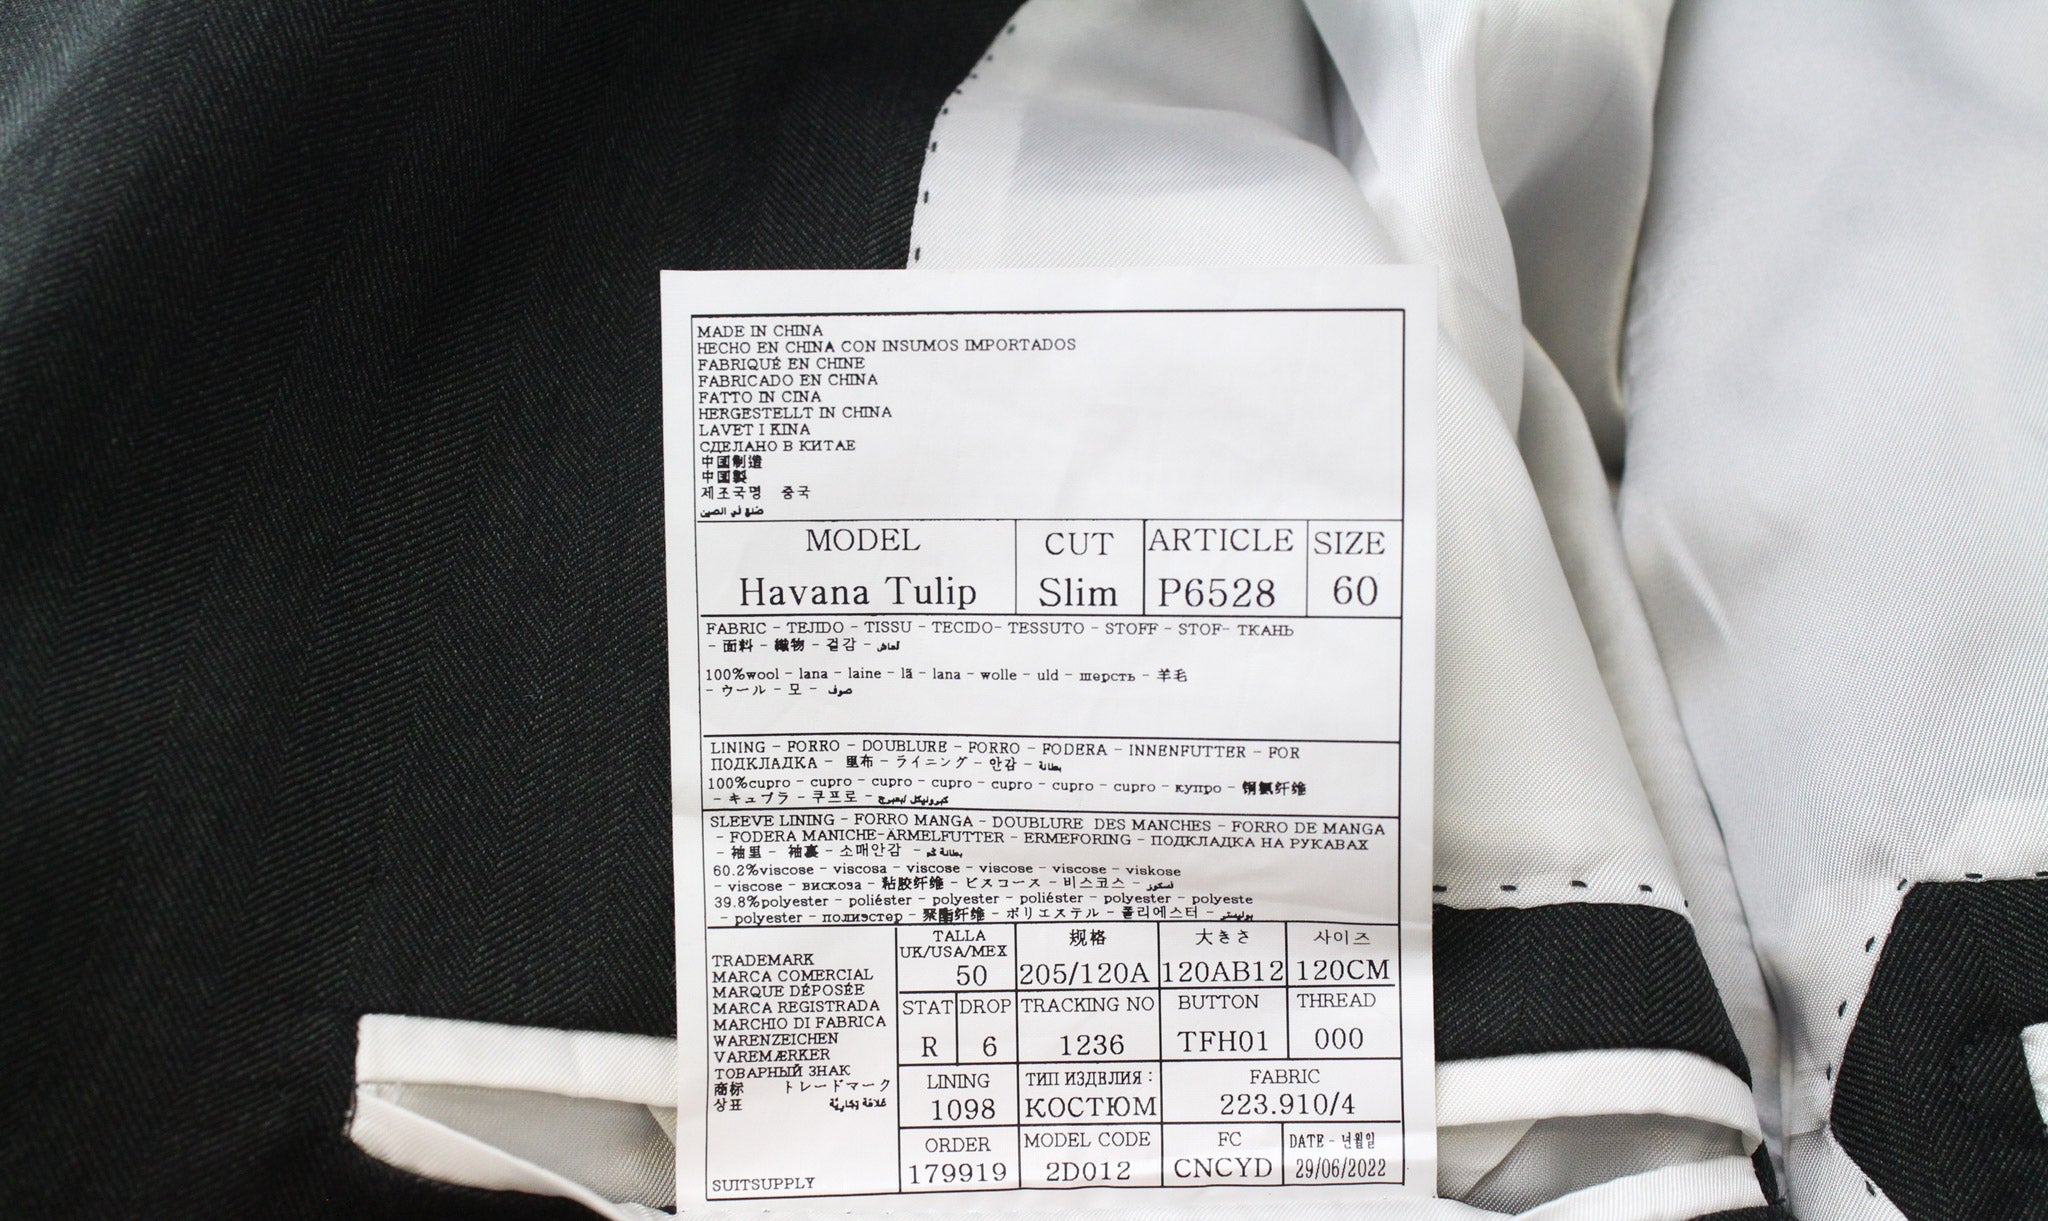 MADE IN CHINA
HECHO EN CHINA CON INSUMOS IMPORTADOS
FABRIQUÉ EN CHINE
FABRICADO EN CHINA
FATTO IN CINA
HERGESTELLT IN CHINA
LAVET I KINA
СДЕЛАНО В КИТАЕ
中國制造
中國製
제조국명 중국
صنع في الصين
MODEL CUT ARTICLE SIZE
Havana Tulip Slim P6528 60
FABRIC - TEJIDO - TISSU - TECIDO- TESSUTO - STOFF - STOF- ТКАНЬ
- 面料 - 織物 - 겉감 - قماش
100%wool - lana - laine - lã - lana - wolle - uld - шерсть - 羊毛
- ウール - 모 - صوف
LINING - FORRO - DOUBLURE - FORRO - FODERA - INNENFUTTER - FOR
ПОДКЛАДКА - 里布 - ライニング - 안감 - بطانة
100%cupro - cupro - cupro - cupro - cupro - cupro - cupro - купро - 铜氨纤维
- キュプラ - 쿠프로 -
SLEEVE LINING - FORRO MANGA - DOUBLURE DES MANCHES - FORRO DE MANGA
- FODERA MANICHE-ÄRMELFUTTER - ERMEFORING - ПОДКЛАДКА НА РУКАВАХ
- 袖里 - 袖裏 - 소매안감 - بطانة كم
60.2%viscose - viscosa - viscose - viscose - viscose - viskose
- viscose - вискоза - 粘胶纤维 - ビスコース - 비스코스 - فسكوز
39.8%polyester - poliéster - polyester - poliéster - polyester - polyeste
- polyester - полиэстер - 聚酯纤维 - ポリエステル - 폴리에스터 - بوليستر
TRADEMARK
MARCA COMERCIAL
MARQUE DÉPOSÉE
MARCA REGISTRADA
MARCHIO DI FABRICA
WARENZEICHEN
VAREMÆRKER
ТОВАРНЫЙ ЗНАК
商标 トレードマーク
상표 علامة تجارية
SUITSUPPLY
TALLA 规格 大きさ 사이즈
UK/USA/MEX
50 205/120A 120AB12 120CM
STAT DROP TRACKING NO BUTTON THREAD
R 6 1236 TFH01 000
LINING ТИП ИЗДЕЛИЯ: FABRIC
1098 КОСТЮМ 223.910/4
ORDER MODEL CODE FC DATE - 년월일
179919 2D012 CNCYD 29/06/2022